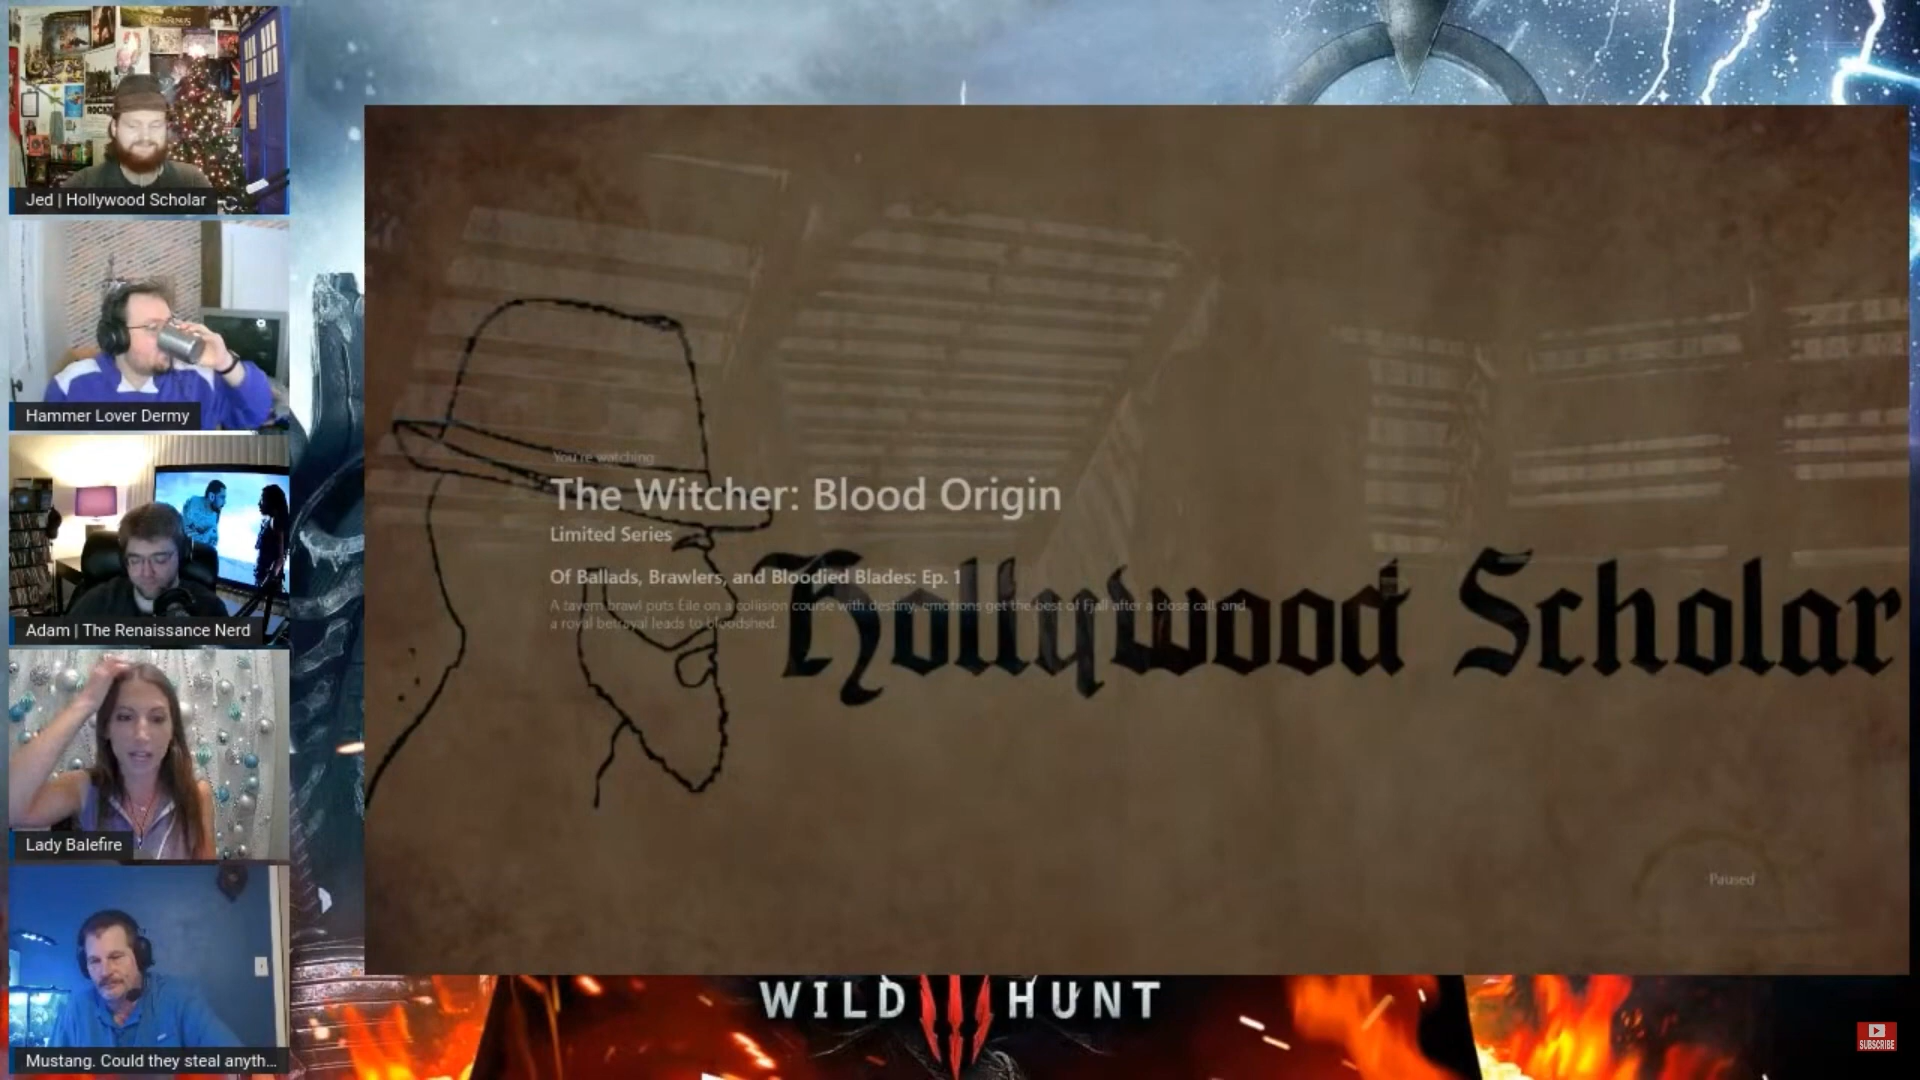 Jed | Hollywood Scholar
Hammer Lover Dermy
Adam | The Renaissance Nerd
Lady Balefire
Mustang. Could they steal anyth...
You're watching
The Witcher: Blood Origin
Limited Series
Of Ballads, Brawlers, and Bloodied Blades: Ep. 1
A tavern brawl puts Éile on a collision course with destiny, emotions get the best of Fjall after a close call, and
a royal betrayal leads to bloodshed.
Hollywood Scholar
Paused
WILD HUNT
SUBSCRIBE